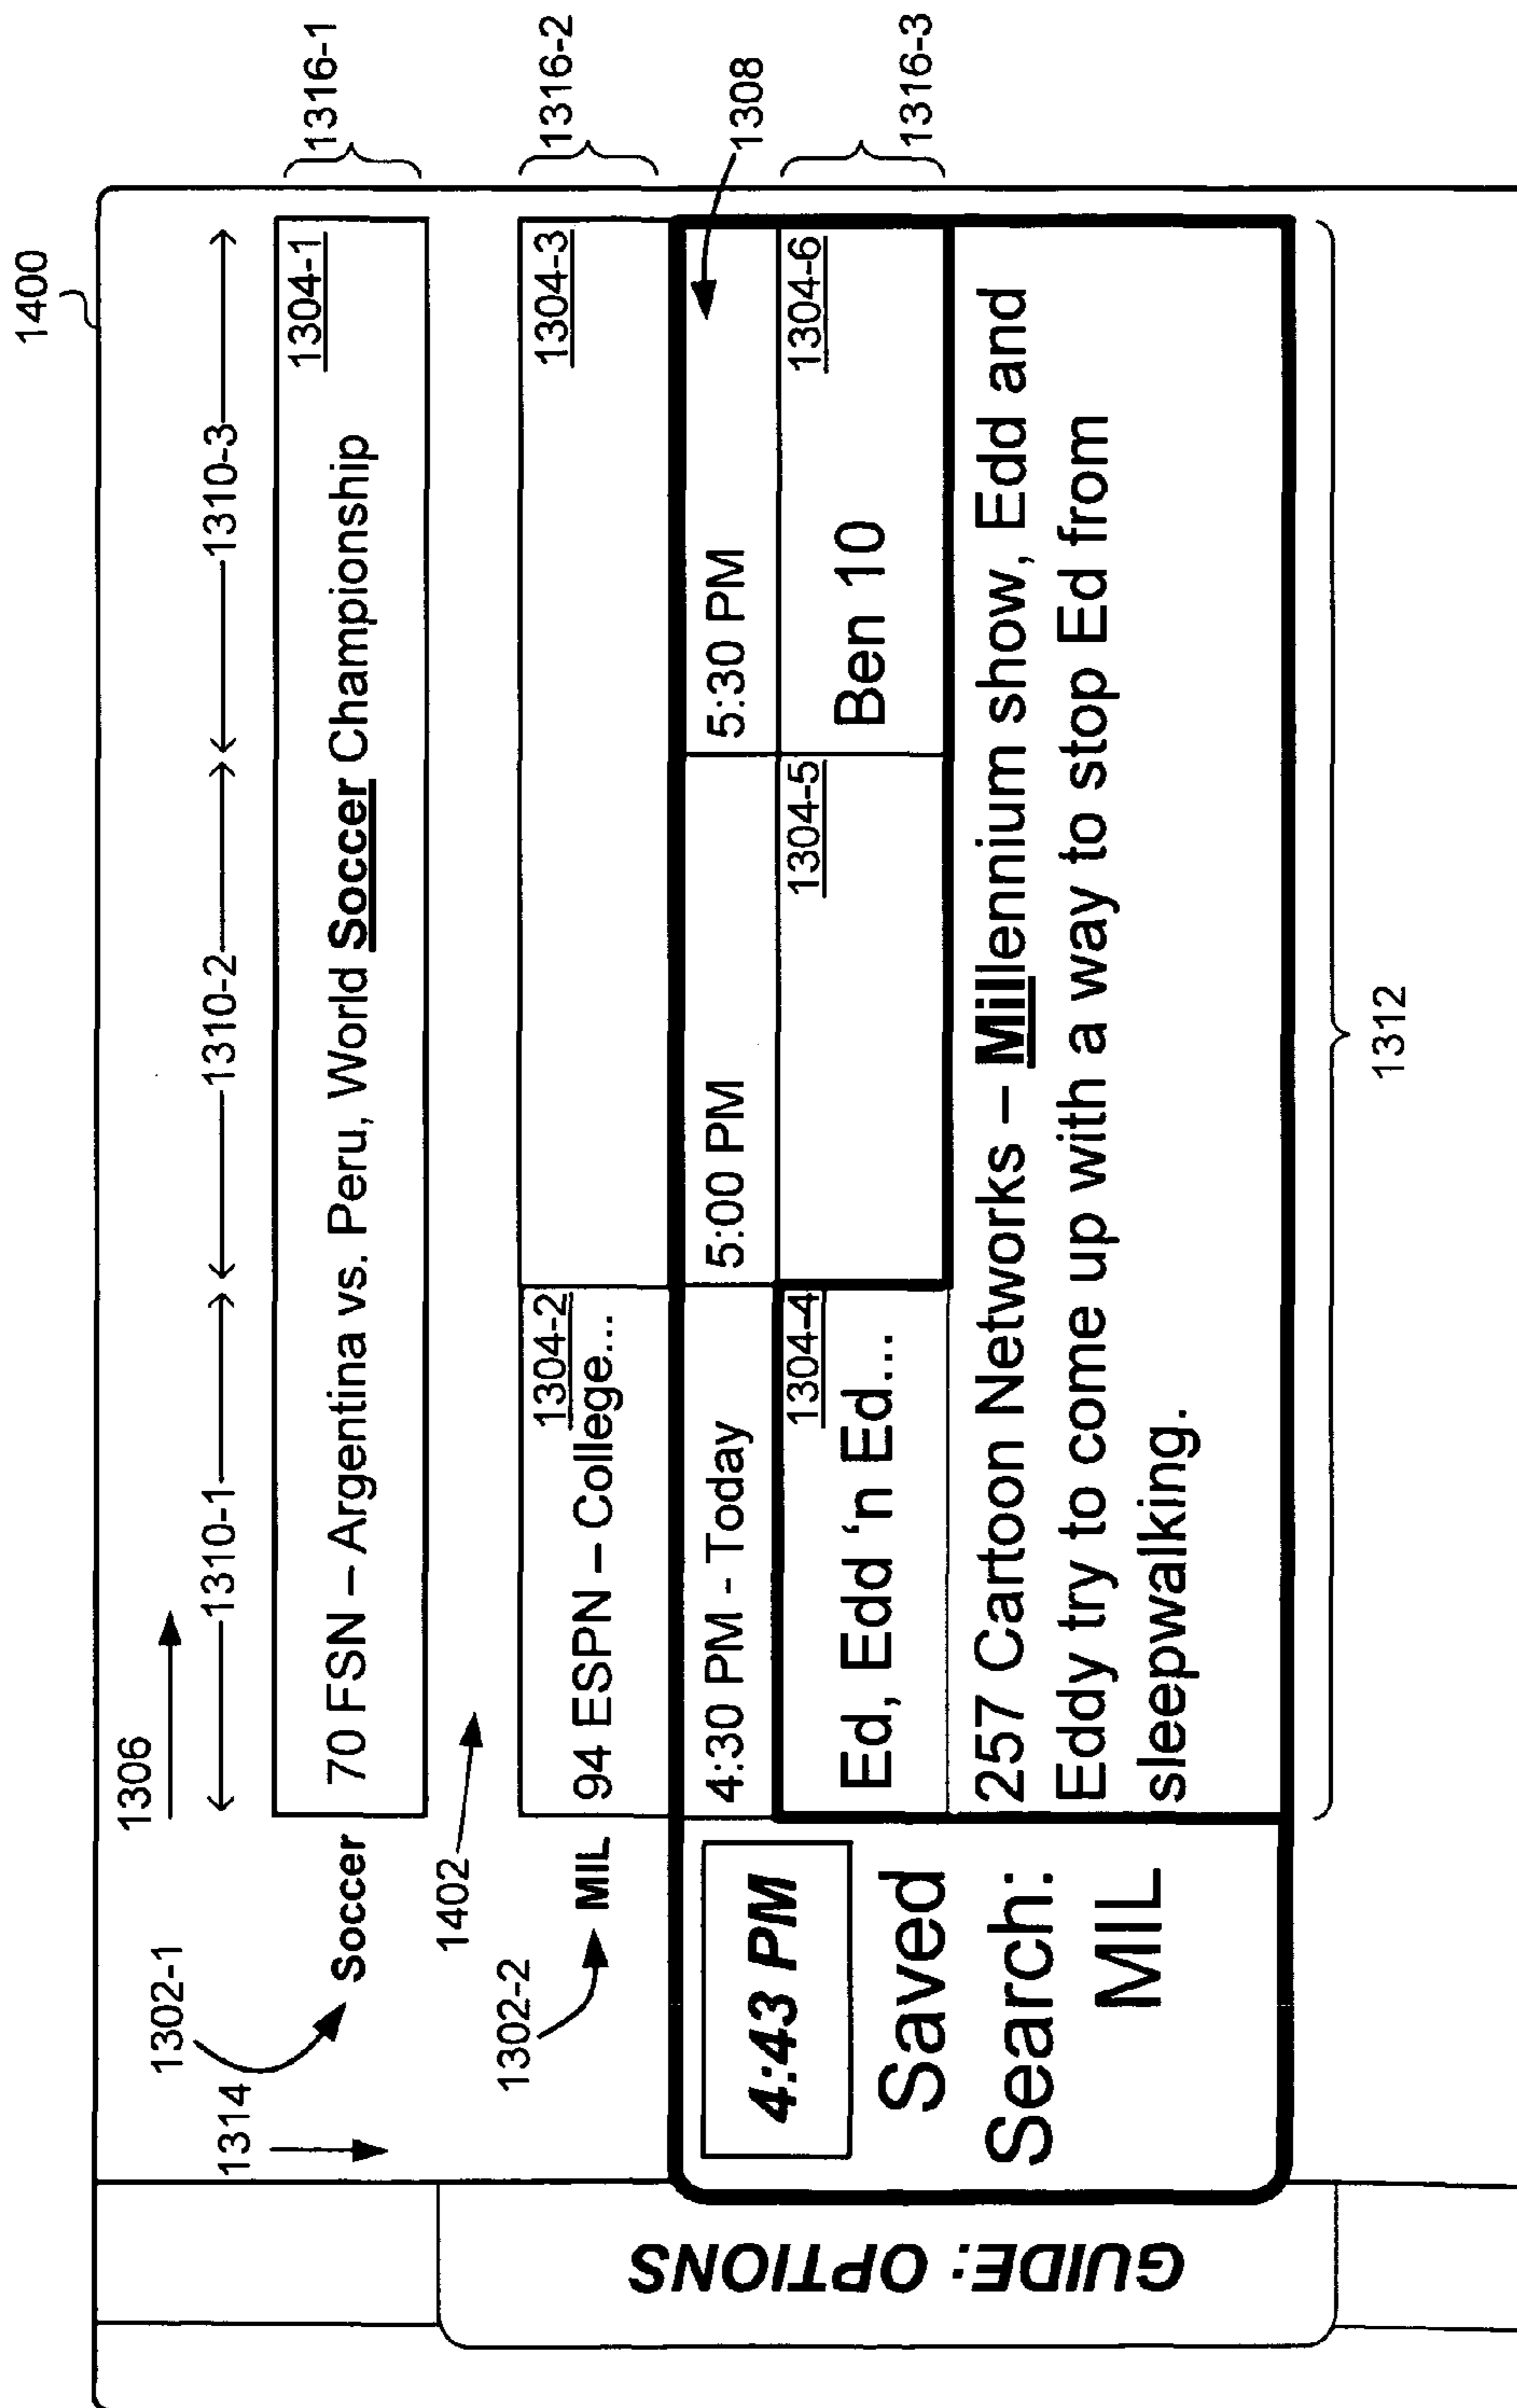 1400
1306
1310-1
1310-2
1310-3
1302-1
1314
Soccer
70 FSN – Argentina vs. Peru, World Soccer Championship
1304-1
1316-1
1402
1302-2
MIL
94 ESPN – College...
1304-2
1304-3
1316-2
4:43 PM
4:30 PM - Today
5:00 PM
5:30 PM
1308
Saved
Search:
MIL
Ed, Edd ‘n Ed...
1304-4
1304-5
Ben 10
1304-6
1316-3
257 Cartoon Networks – Millennium show, Edd and
Eddy try to come up with a way to stop Ed from
sleepwalking.
1312
GUIDE: OPTIONS